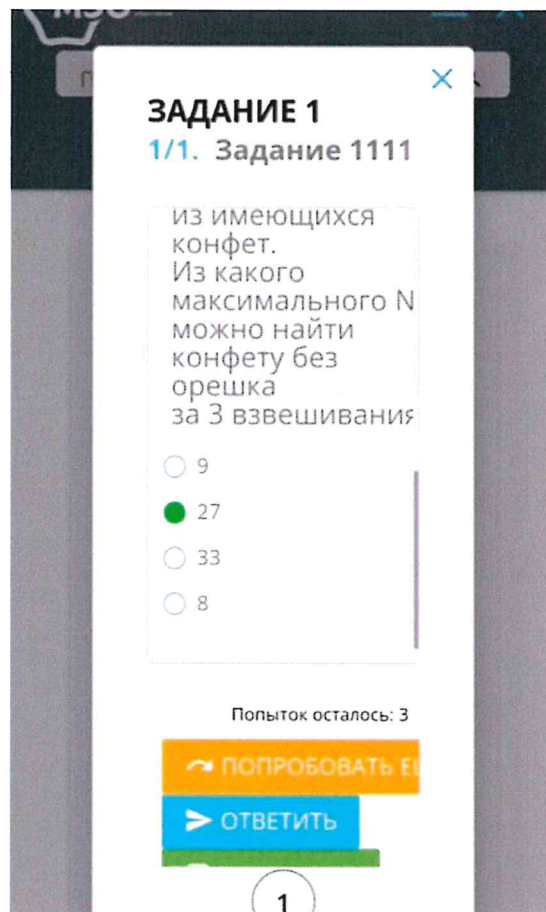 ЗАДАНИЕ 1
1/1. Задание 1111
из имеющихся
конфет.
Из какого
максимального N
можно найти
конфету без
орешка
за 3 взвешивания
9
27
33
8
Попыток осталось: 3
ПОПРОБОВАТЬ
ОТВЕТИТЬ
1